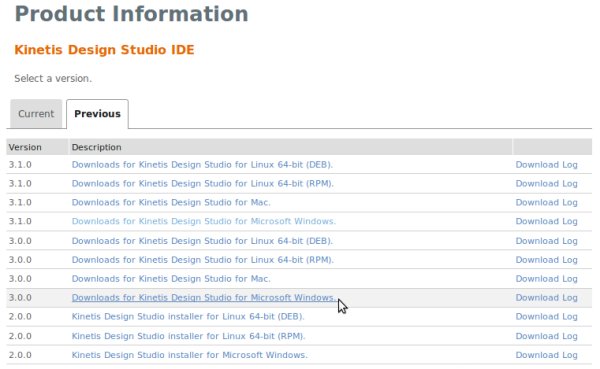 Product Information
Kinetis Design Studio IDE
Select a version.
Current Previous
Version Description
3.1.0 Downloads for Kinetis Design Studio for Linux 64-bit (DEB). Download Log
3.1.0 Downloads for Kinetis Design Studio for Linux 64-bit (RPM). Download Log
3.1.0 Downloads for Kinetis Design Studio for Mac. Download Log
3.1.0 Downloads for Kinetis Design Studio for Microsoft Windows. Download Log
3.0.0 Downloads for Kinetis Design Studio for Linux 64-bit (DEB). Download Log
3.0.0 Downloads for Kinetis Design Studio for Linux 64-bit (RPM). Download Log
3.0.0 Downloads for Kinetis Design Studio for Mac. Download Log
3.0.0 Downloads for Kinetis Design Studio for Microsoft Windows. Download Log
2.0.0 Kinetis Design Studio installer for Linux 64-bit (DEB). Download Log
2.0.0 Kinetis Design Studio installer for Linux 64-bit (RPM). Download Log
2.0.0 Kinetis Design Studio installer for Microsoft Windows. Download Log